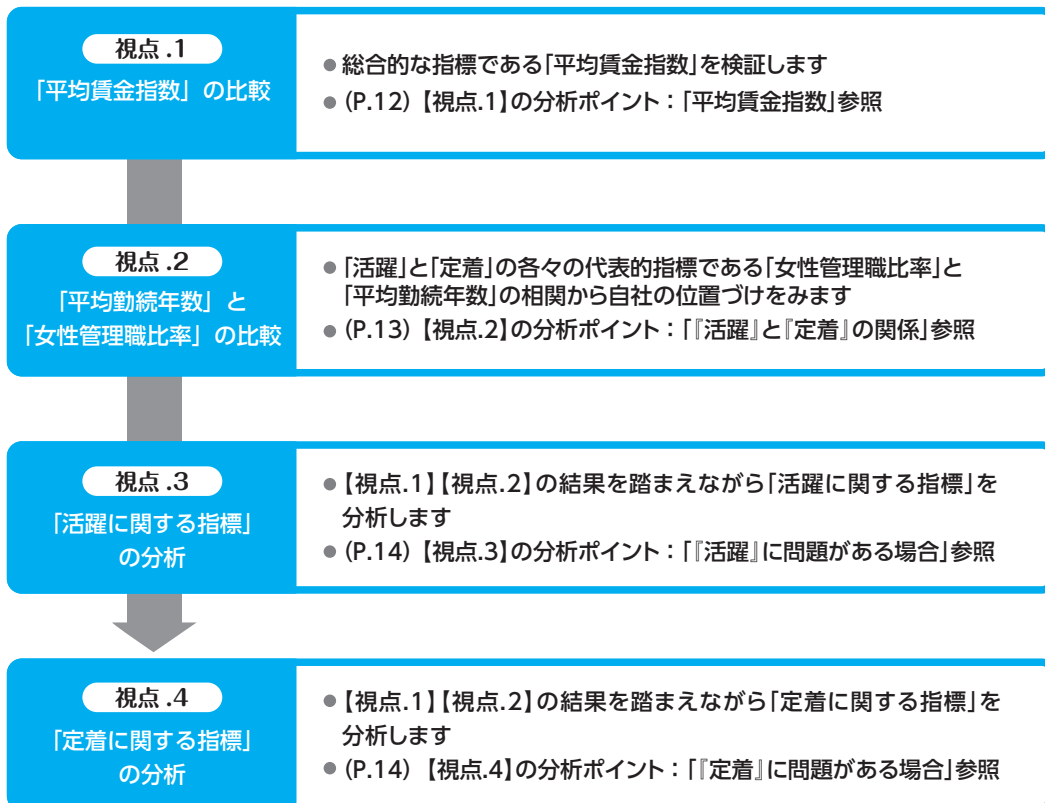 視点.1
「平均賃金指数」の比較
●総合的な指標である「平均賃金指数」を検証します
●(P.12)【視点.1】の分析ポイント:「平均賃金指数」参照
視点.2
「平均勤続年数」と
「女性管理職比率」の比較
●「活躍」と「定着」の各々の代表的指標である「女性管理職比率」と
「平均勤続年数」の相関から自社の位置づけをみます
●(P.13)【視点.2】の分析ポイント:「『活躍』と『定着』の関係」参照
視点.3
「活躍に関する指標」
の分析
●【視点.1】【視点.2】の結果を踏まえながら「活躍に関する指標」を
分析します
●(P.14)【視点.3】の分析ポイント:「『活躍』に問題がある場合」参照
視点.4
「定着に関する指標」
の分析
●【視点.1】【視点.2】の結果を踏まえながら「定着に関する指標」を
分析します
●(P.14)【視点.4】の分析ポイント:「『定着』に問題がある場合」参照